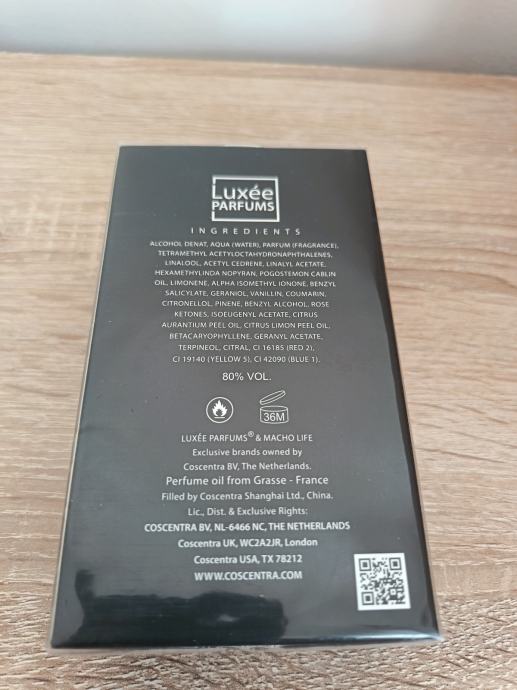 Luxée
PARFUMS
INGREDIENTS
ALCOHOL DENAT, AQUA (WATER), PARFUM (FRAGRANCE),
TETRAMETHYL ACETYLOCTAHYDRONAPHTHALENES,
LINALOOL, ACETYL CEDRENE, LINALYL ACETATE,
HEXAMETHYLINDA NOPYRAN, POGOSTEMON CABLIN
OIL, LIMONENE, ALPHA ISOMETHYL IONONE, BENZYL
SALICYLATE, GERANIOL, VANILLIN, COUMARIN,
CITRONELLOL, PINENE, BENZYL ALCOHOL, ROSE
KETONES, ISOEUGENYL ACETATE, CITRUS
AURANTIUM PEEL OIL, CITRUS LIMON PEEL OIL,
BETACARYOPHYLLENE, GERANYL ACETATE,
TERPINEOL, CITRAL, CI 16185 (RED 2),
CI 19140 (YELLOW 5), CI 42090 (BLUE 1).
80% VOL.
36M
LUXÉE PARFUMS® & MACHO LIFE
Exclusive brands owned by
Coscentra BV, The Netherlands.
Perfume oil from Grasse - France
Filled by Coscentra Shanghai Ltd., China.
Lic., Dist. & Exclusive Rights:
COSCENTRA BV, NL-6466 NC, THE NETHERLANDS
Coscentra UK, WC2A2JR, London
Coscentra USA, TX 78212
WWW.COSCENTRA.COM